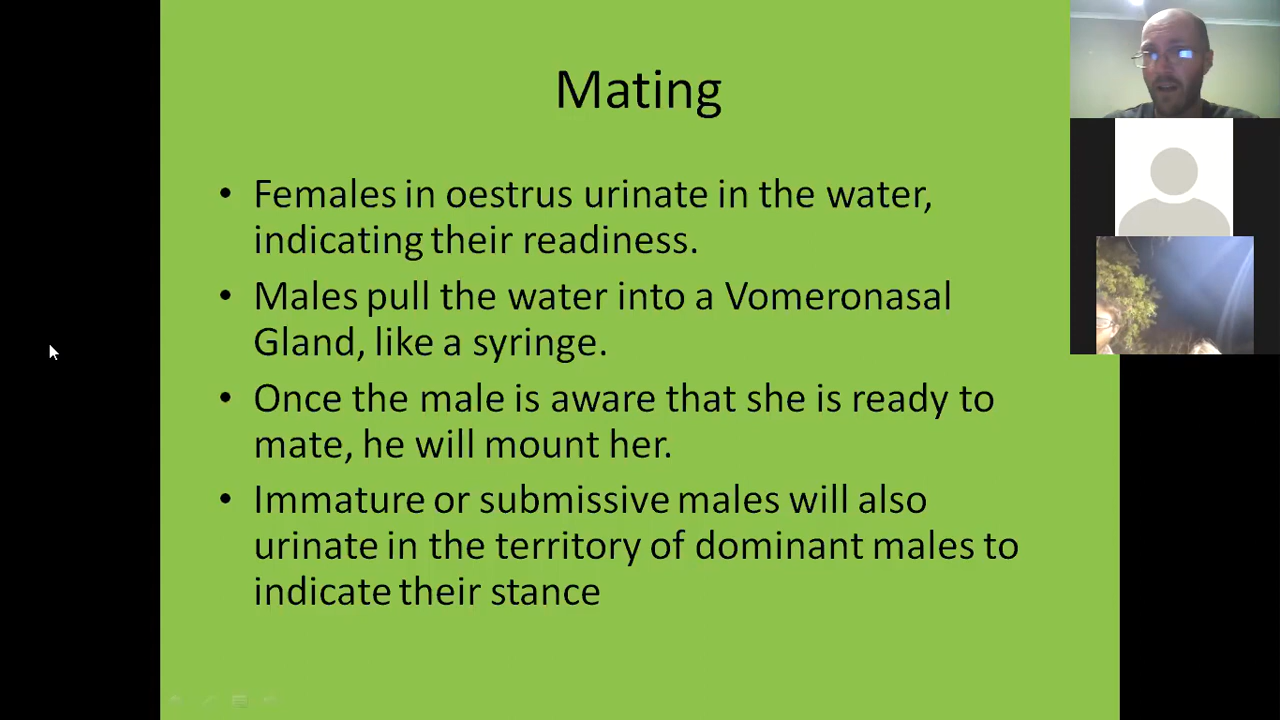 Mating
• Females in oestrus urinate in the water,
indicating their readiness.
• Males pull the water into a Vomeronasal
Gland, like a syringe.
• Once the male is aware that she is ready to
mate, he will mount her.
• Immature or submissive males will also
urinate in the territory of dominant males to
indicate their stance